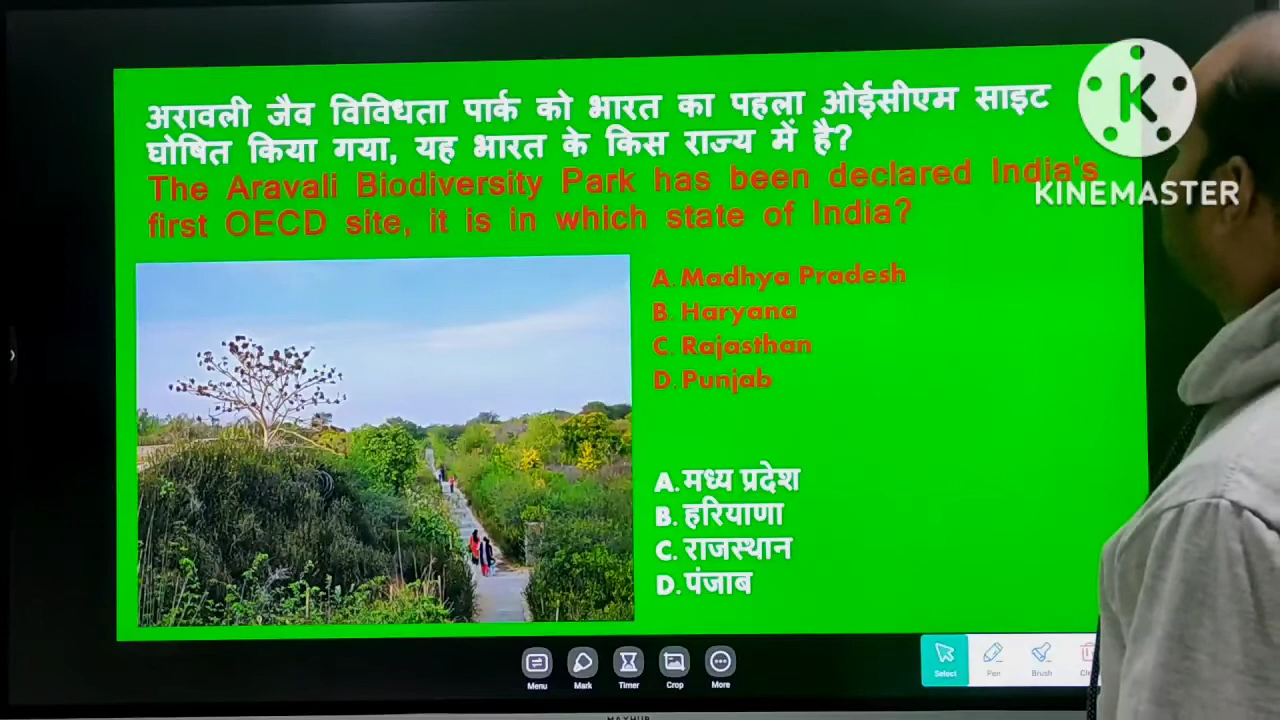 अरावली जैव विविधता पार्क को भारत का पहला ओईसीएम साइट
घोषित किया गया, यह भारत के किस राज्य में है?
The Aravali Biodiversity Park has been declared India's
first OECD site, it is in which state of India?
A. Madhya Pradesh
B. Haryana
C. Rajasthan
D. Punjab
A. मध्य प्रदेश
B. हरियाणा
C. राजस्थान
D. पंजाब
K
KINEMASTER
Menu
Mark
Timer
Crop
More
Select
Pen
Brush
MAXHUB